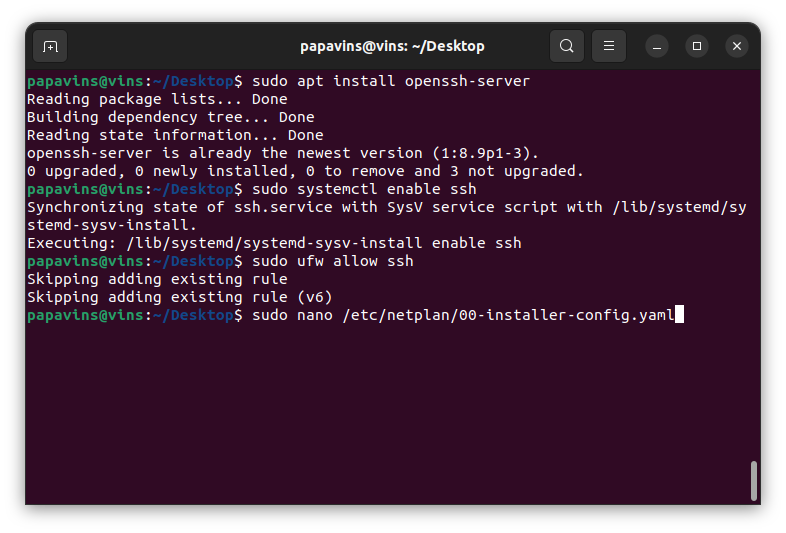 papavins@vins: ~/Desktop
papavins@vins:~/Desktop$ sudo apt install openssh-server
Reading package lists... Done
Building dependency tree... Done
Reading state information... Done
openssh-server is already the newest version (1:8.9p1-3).
0 upgraded, 0 newly installed, 0 to remove and 3 not upgraded.
papavins@vins:~/Desktop$ sudo systemctl enable ssh
Synchronizing state of ssh.service with SysV service script with /lib/systemd/sy
stemd-sysv-install.
Executing: /lib/systemd/systemd-sysv-install enable ssh
papavins@vins:~/Desktop$ sudo ufw allow ssh
Skipping adding existing rule
Skipping adding existing rule (v6)
papavins@vins:~/Desktop$ sudo nano /etc/netplan/00-installer-config.yaml